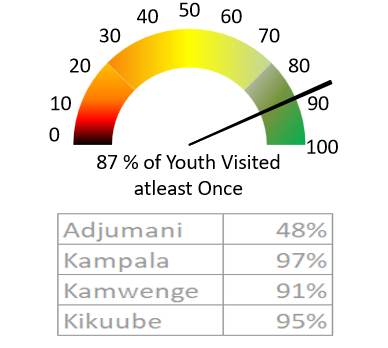 0
10
20
30
40
50
60
70
80
90
100
87 % of Youth Visited
atleast Once
Adjumani 48%
Kampala 97%
Kamwenge 91%
Kikuube 95%